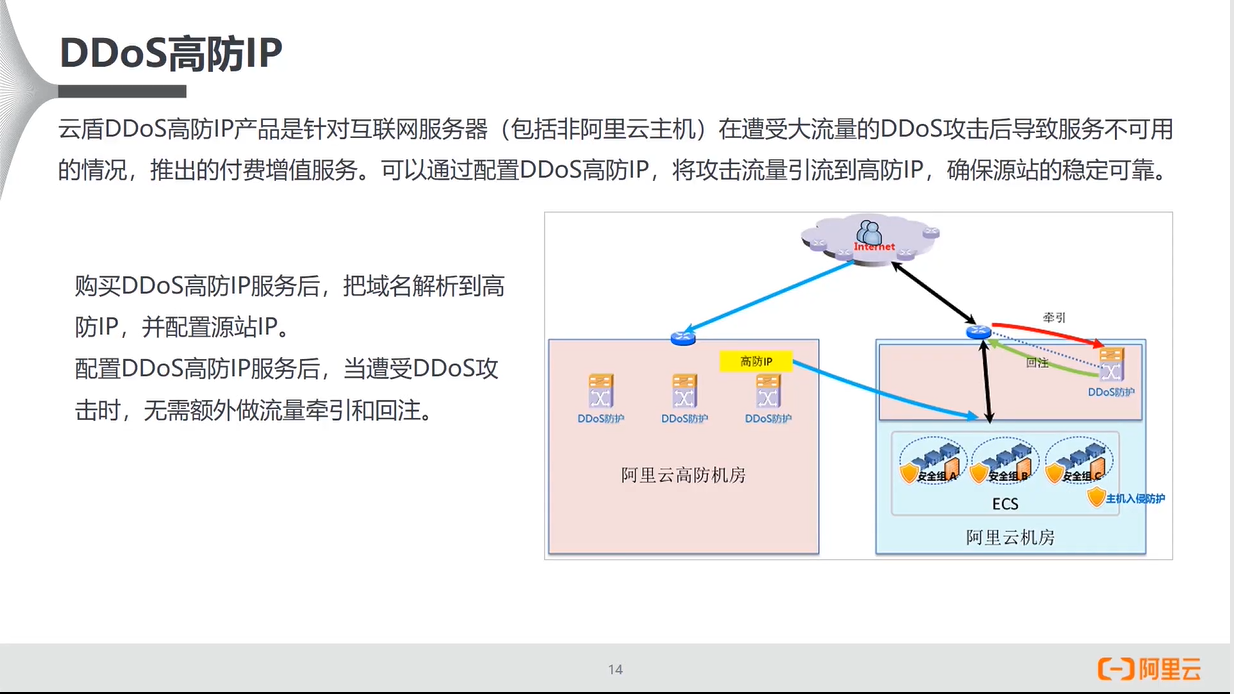 DDoS高防IP
云盾DDoS高防IP产品是针对互联网服务器（包括非阿里云主机）在遭受大流量的DDoS攻击后导致服务不可用
的情况，推出的付费增值服务。可以通过配置DDoS高防IP，将攻击流量引流到高防IP，确保源站的稳定可靠。
购买DDoS高防IP服务后，把域名解析到高
防IP，并配置源站IP。
配置DDoS高防IP服务后，当遭受DDoS攻
击时，无需额外做流量牵引和回注。
Internet
牵引
回注
高防IP
DDoS防护
DDoS防护
DDoS防护
DDoS防护
阿里云高防机房
安全组 A
安全组 B
安全组 C
ECS
主机入侵防护
阿里云机房
14
阿里云